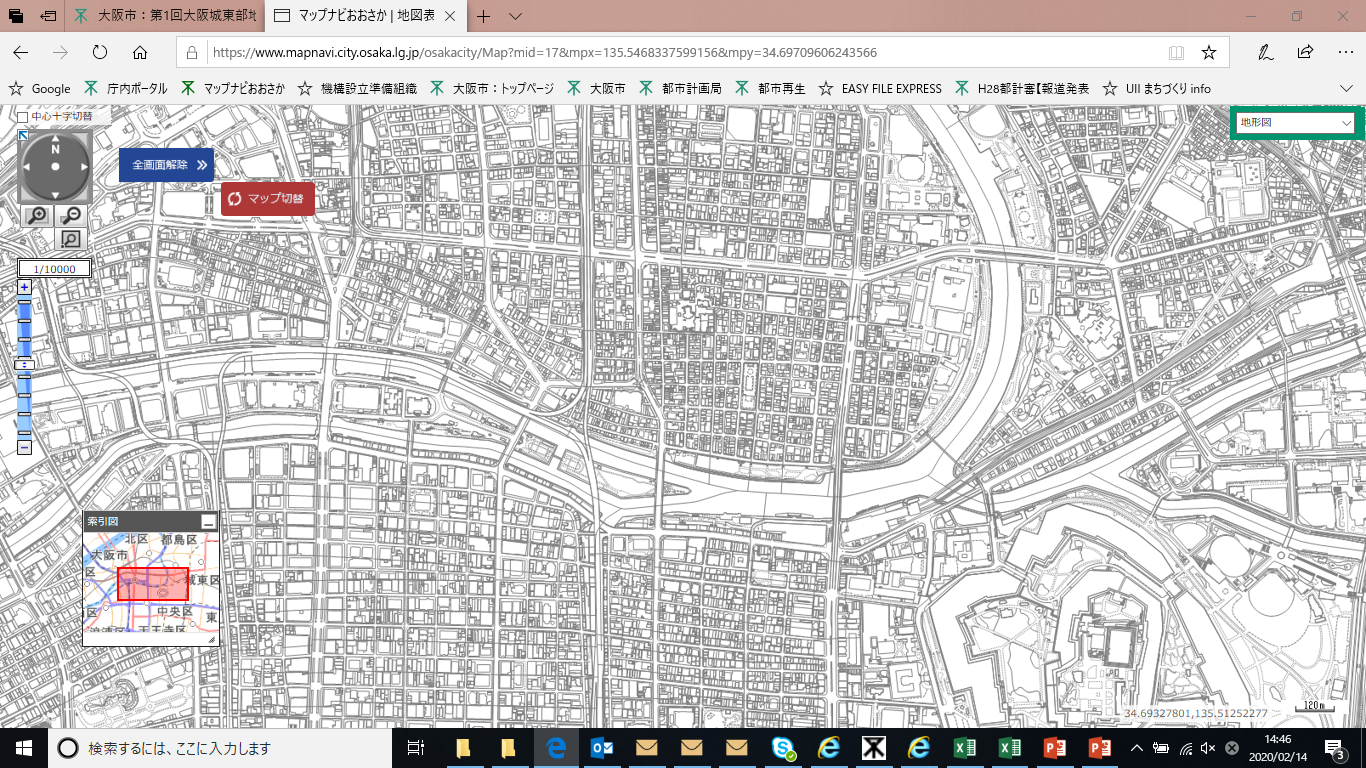 大阪市：第1回大阪城東部地
マップナビおおさか | 地図表
https://www.mapnavi.city.osaka.lg.jp/osakacity/Map?mid=17&mpx=135.5468337599156&mpy=34.69709606243566
Google
庁内ポータル
マップナビおおさか
機構設立準備組織
大阪市：トップページ
大阪市
都市計画局
都市再生
EASY FILE EXPRESS
H28都計審【報道発表
UII まちづくり info
中心十字切替
地形図
N
全画面解除
マップ切替
1/10000
索引図
北区
都島区
大阪市
区
城東区
中央区
区
東
浪速区
天王寺区
34.69327801,135.51252277
120m
検索するには、ここに入力します
14:46
2020/02/14
3